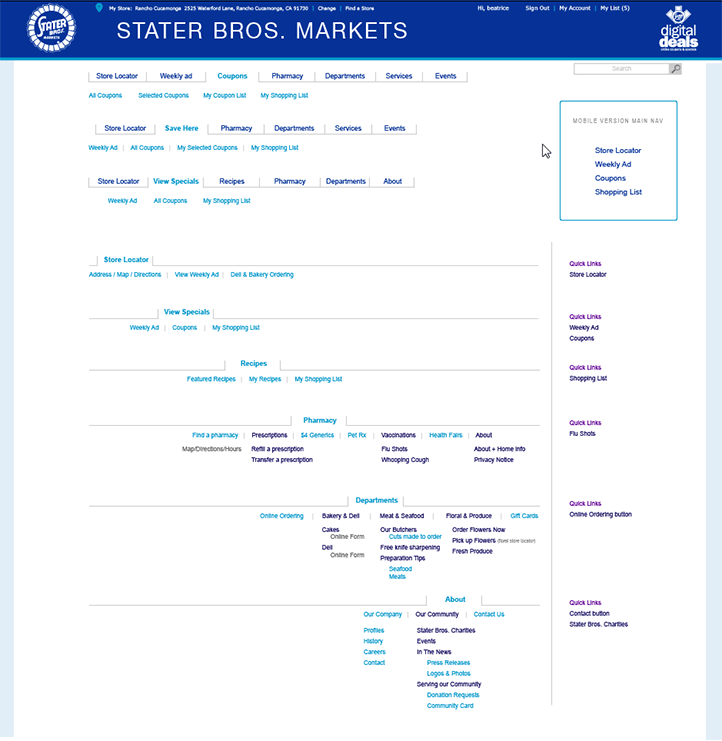 My Store: Rancho Cucamonga 2525 Waterford Lane, Rancho Cucamonga, CA 91730 | Change | Find a Store
Hi, beatrice Sign Out | My Account | My List (5)
STATER BROS. MARKETS
STATER BROS. MARKETS
digital deals
Store Locator Weekly ad Coupons Pharmacy Departments Services Events
Search
All Coupons Selected Coupons My Coupon List My Shopping List
MOBILE VERSION MAIN NAV
Store Locator
Weekly Ad
Coupons
Shopping List
Store Locator Save Here Pharmacy Departments Services Events
Weekly Ad | All Coupons | My Selected Coupons | My Shopping List
Store Locator View Specials Recipes Pharmacy Departments About
Weekly Ad All Coupons My Shopping List
Store Locator
Address / Map / Directions | View Weekly Ad | Deli & Bakery Ordering
Quick Links
Store Locator
View Specials
Weekly Ad | Coupons | My Shopping List
Quick Links
Weekly Ad
Coupons
Recipes
Featured Recipes | My Recipes | My Shopping List
Quick Links
Shopping List
Pharmacy
Find a pharmacy | Prescriptions | $4 Generics | Pet Rx | Vaccinations | Health Fairs | About
Map/Directions/Hours Refill a prescription Flu Shots About + Home Info
Transfer a prescription Whooping Cough Privacy Notice
Quick Links
Flu Shots
Departments
Online Ordering | Bakery & Deli | Meat & Seafood | Floral & Produce | Gift Cards
Cakes Our Butchers Order Flowers Now
Online Form Cuts made to order Pick up Flowers (fores store locator)
Deli Free knife sharpening Fresh Produce
Online Form Preparation Tips
Seafood
Meats
Quick Links
Online Ordering button
About
Our Company | Our Community | Contact Us
Profiles Stater Bros. Charities
History Events
Careers In The News
Contact Press Releases
Logos & Photos
Serving our Community
Donation Requests
Community Card
Quick Links
Contact button
Stater Bros. Charities